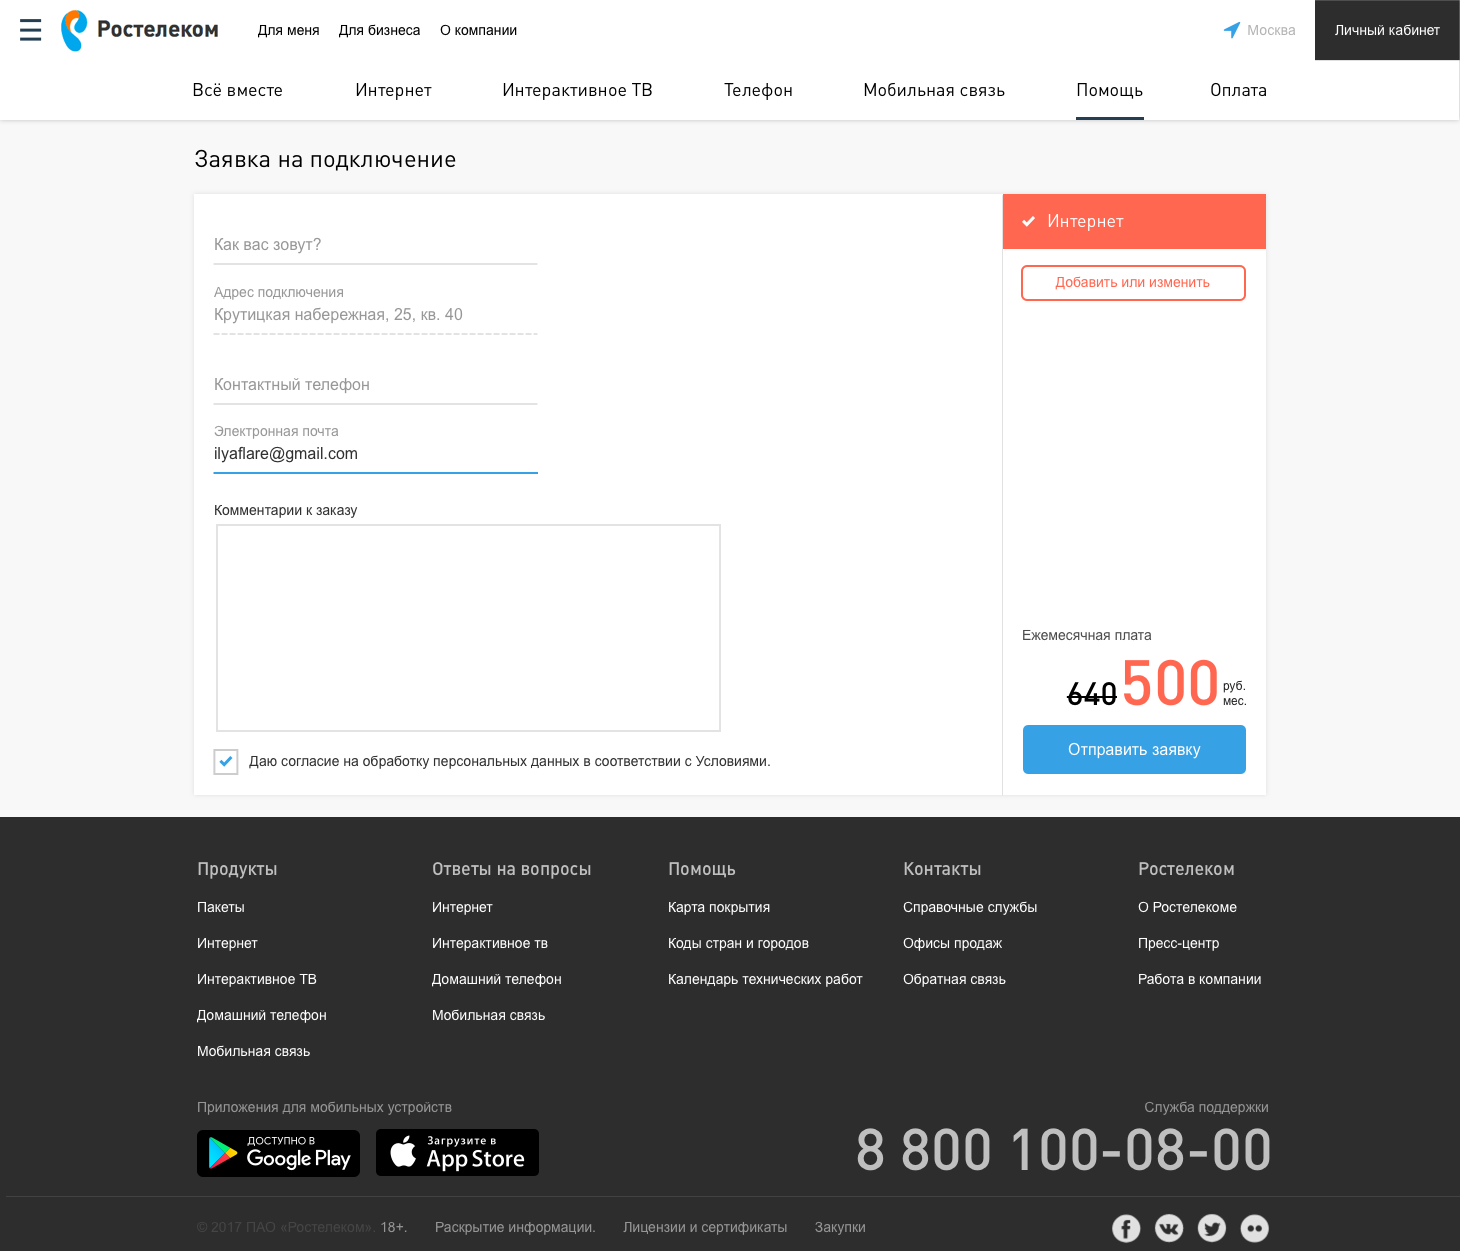 Ростелеком
Для меня
Для бизнеса
О компании
Москва
Личный кабинет
Всё вместе
Интернет
Интерактивное ТВ
Телефон
Мобильная связь
Помощь
Оплата
Заявка на подключение
Как вас зовут?
Адрес подключения
Крутицкая набережная, 25, кв. 40
Контактный телефон
Электронная почта
ilyaflare@gmail.com
Комментарии к заказу
Даю согласие на обработку персональных данных в соответствии с Условиями.
Интернет
Добавить или изменить
Ежемесячная плата
640 500 руб.
мес.
Отправить заявку
Продукты
Пакеты
Интернет
Интерактивное ТВ
Домашний телефон
Мобильная связь
Ответы на вопросы
Интернет
Интерактивное тв
Домашний телефон
Мобильная связь
Помощь
Карта покрытия
Коды стран и городов
Календарь технических работ
Контакты
Справочные службы
Офисы продаж
Обратная связь
Ростелеком
О Ростелекоме
Пресс-центр
Работа в компании
Приложения для мобильных устройств
ДОСТУПНО В
Google Play
Загрузите в
App Store
Служба поддержки
8 800 100-08-00
© 2017 ПАО «Ростелеком». 18+.
Раскрытие информации.
Лицензии и сертификаты
Закупки